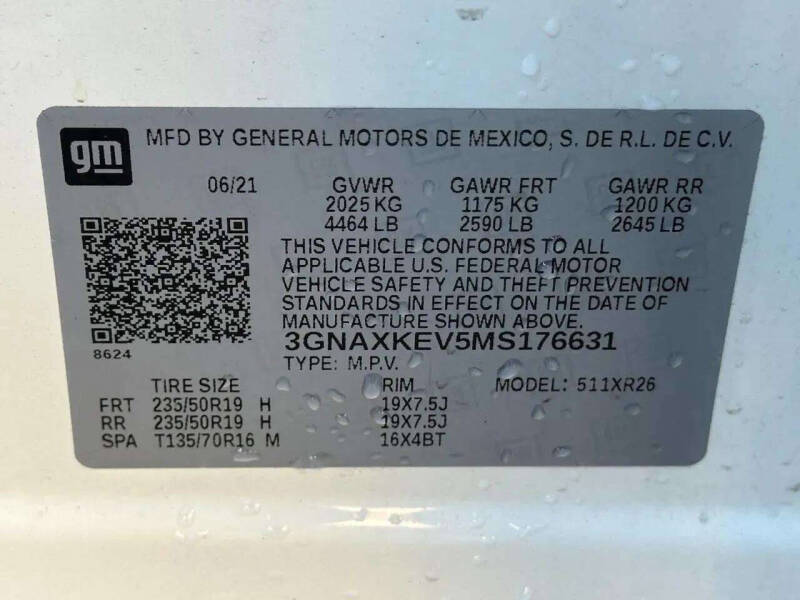 gm MFD BY GENERAL MOTORS DE MEXICO, S. DE R.L. DE C.V.
06/21 GVWR GAWR FRT GAWR RR
2025 KG 1175 KG 1200 KG
4464 LB 2590 LB 2645 LB
THIS VEHICLE CONFORMS TO ALL
APPLICABLE U.S. FEDERAL MOTOR
VEHICLE SAFETY AND THEFT PREVENTION
STANDARDS IN EFFECT ON THE DATE OF
MANUFACTURE SHOWN ABOVE.
8624 3GNAXKEV5MS176631
TYPE: M.P.V.
TIRE SIZE RIM MODEL: 511XR26
FRT 235/50R19 H 19X7.5J
RR 235/50R19 H 19X7.5J
SPA T135/70R16 M 16X4BT